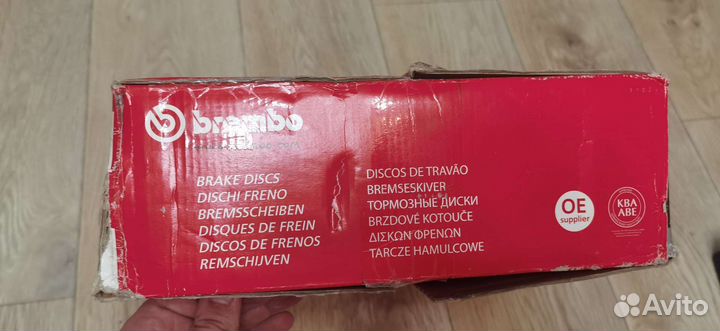 brembo
BRAKE DISCS
DISCHI FRENO
BREMSSCHEIBEN
DISQUES DE FREIN
DISCOS DE FRENOS
REMSCHIJVEN
DISCOS DE TRAVÃO
BREMSESKIVER
ТОРМОЗНЫЕ ДИСКИ
BRZDOVÉ KOTOUČE
ΔΙΣΚΩΝ ΦΡΕΝΩΝ
TARCZE HAMULCOWE
OE
supplier
KBA
ABE
Avito